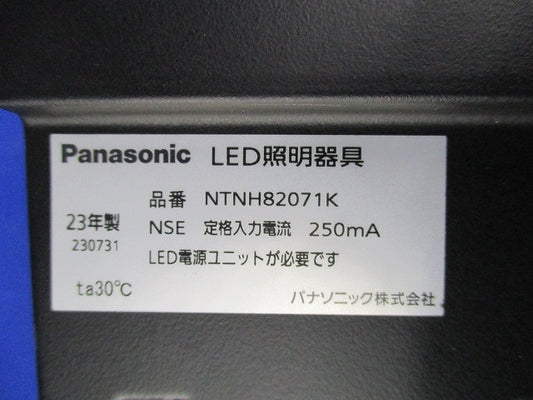 Panasonic LED照明器具
品番 NTNH82071K
23年製 NSE 定格入力電流 250mA
230731
LED電源ユニットが必要です
ta30℃
パナソニック株式会社